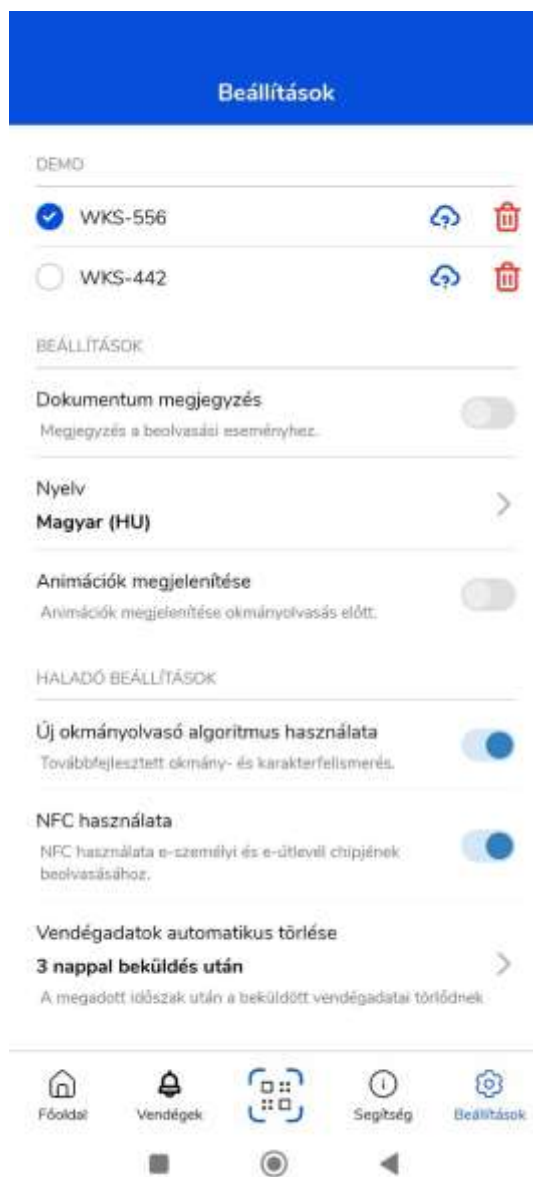 Beállítások
DEMO
WKS-556
WKS-442
BEÁLLÍTÁSOK
Dokumentum megjegyzés
Megjegyzés a beolvasási eseményhez.
Nyelv
Magyar (HU)
Animációk megjelenítése
Animációk megjelenítése okmányolvasás előtt.
HALADÓ BEÁLLÍTÁSOK
Új okmányolvasó algoritmus használata
Továbbfejlesztett okmány- és karakterfelismerés.
NFC használata
NFC használata e-személyi és e-útlevél chipjének
beolvasásához.
Vendégadatok automatikus törlése
3 nappal beküldés után
A megadott időszak után a beküldött vendégadatai törlődnek
Főoldal
Vendégek
Segítség
Beállítások